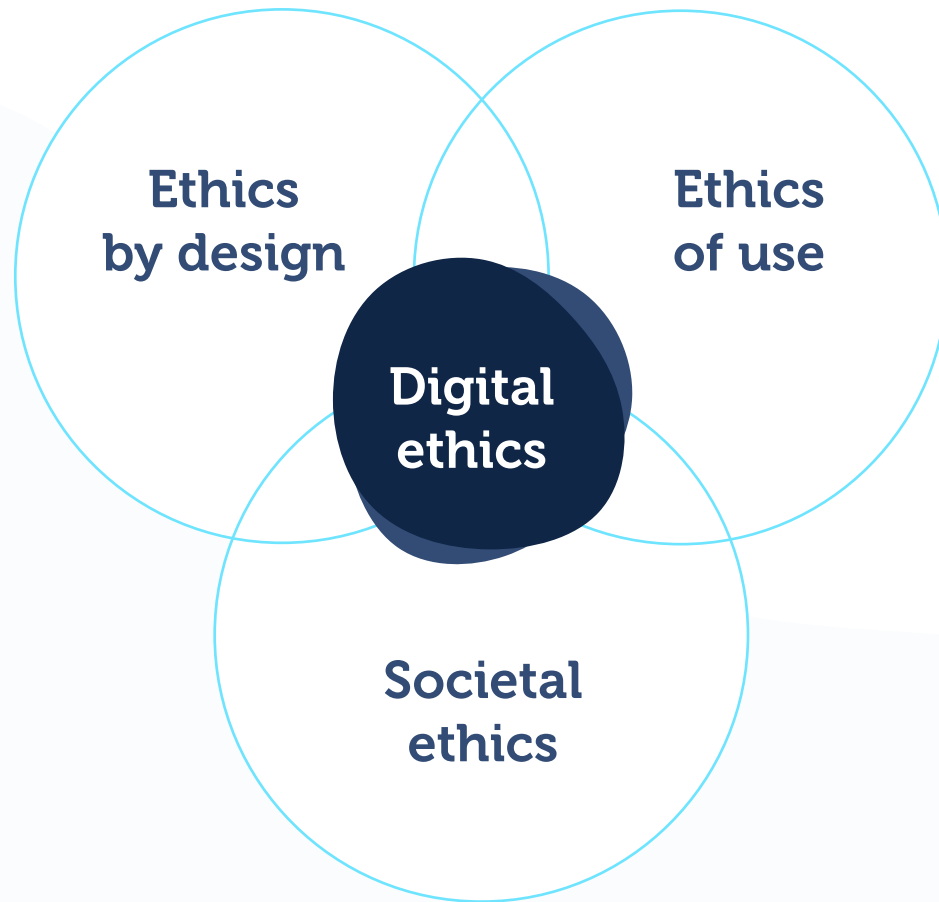 Ethics
by design
Ethics
of use
Digital
ethics
Societal
ethics